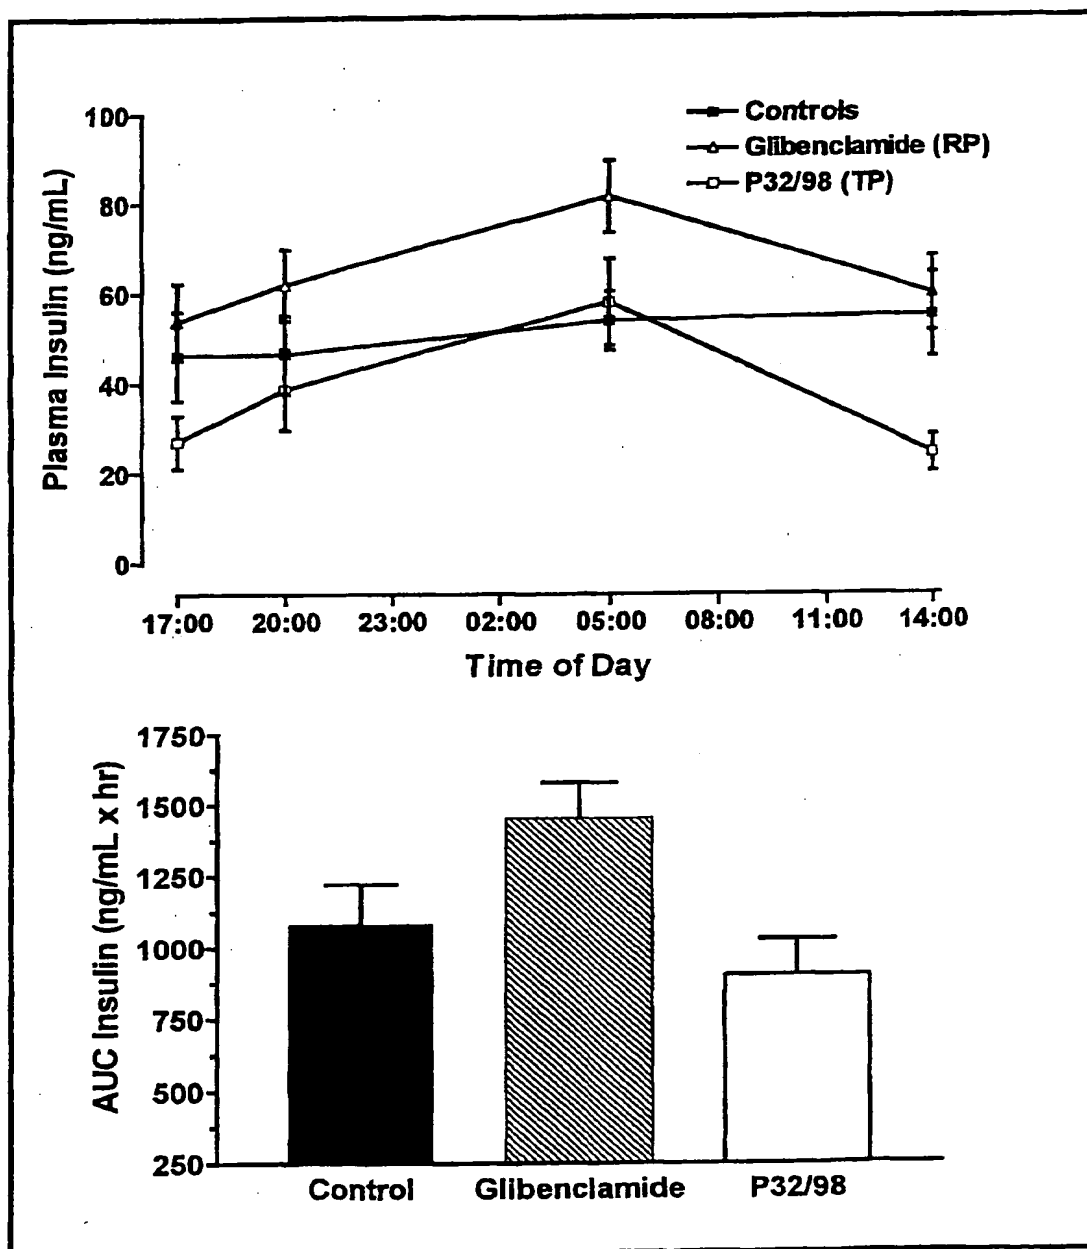 Controls
Glibenclamide (RP)
P32/98 (TP)
Plasma Insulin (ng/mL)
100
80
60
40
20
0
17:00 20:00 23:00 02:00 05:00 08:00 11:00 14:00
Time of Day
AUC Insulin (ng/mL x hr)
1750
1500
1250
1000
750
500
250
Control Glibenclamide P32/98